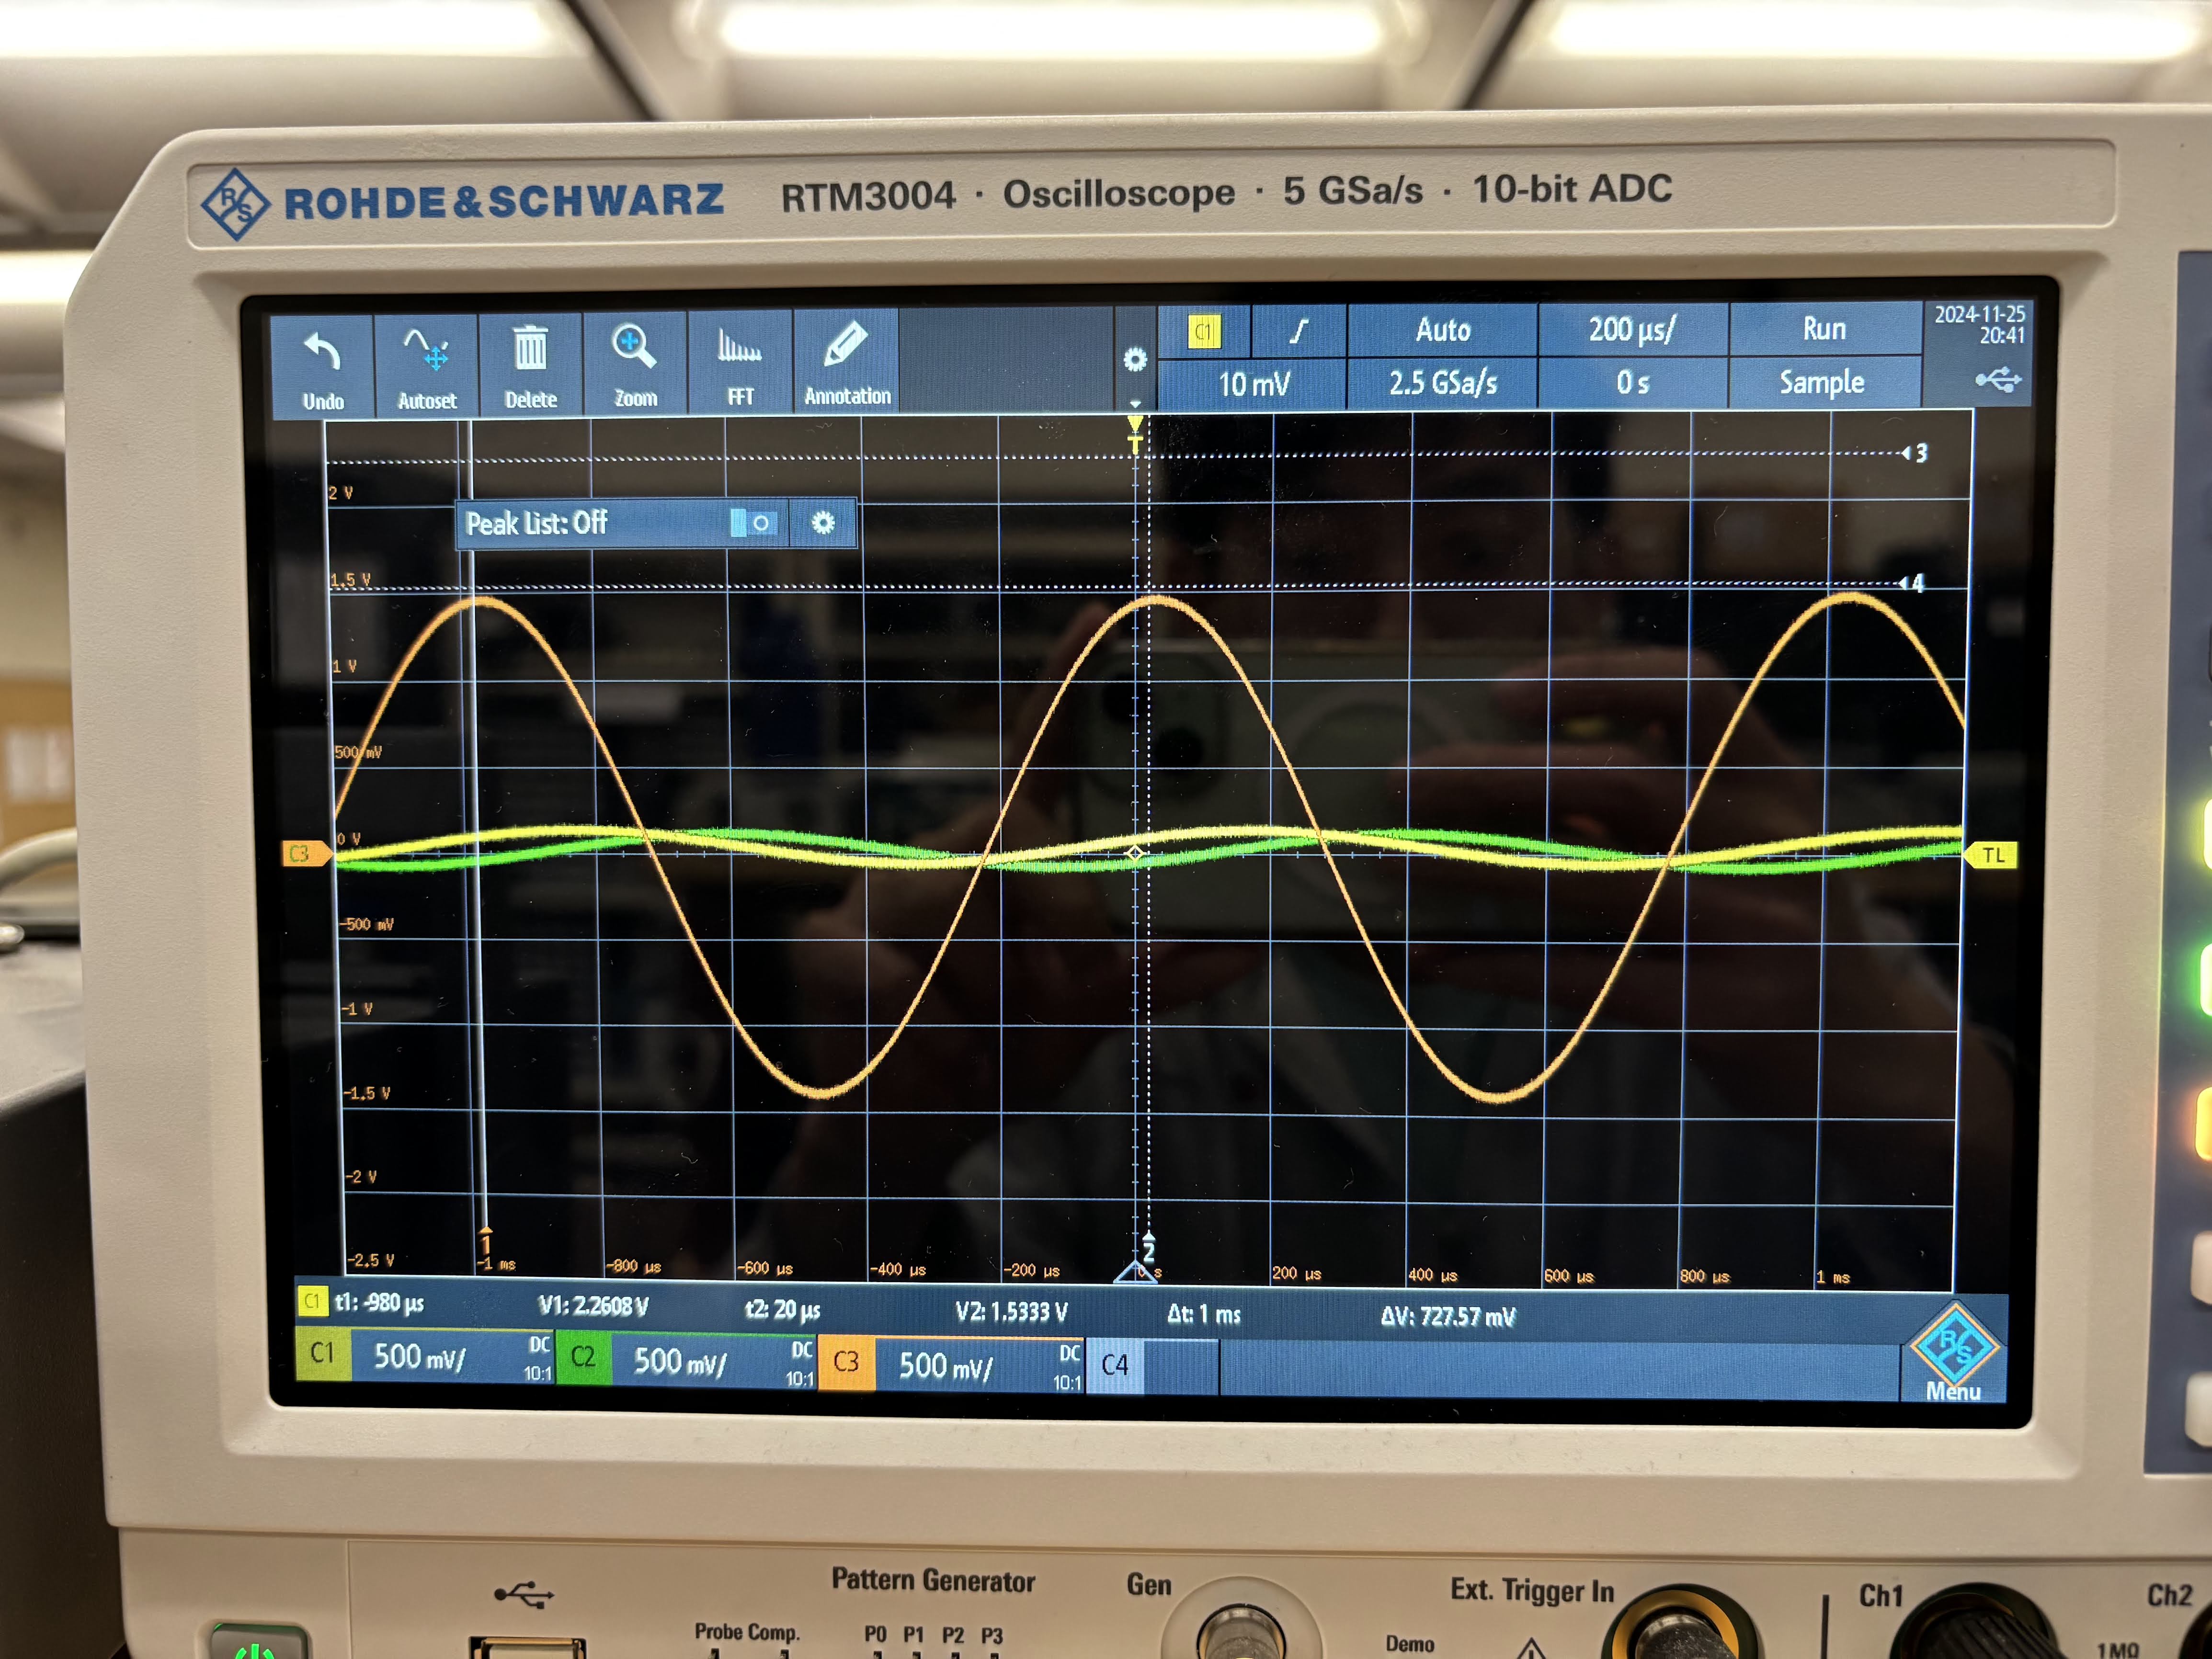 ROHDE&SCHWARZ RTM3004 · Oscilloscope · 5 GSa/s · 10-bit ADC
Undo Autoset Delete Zoom FFT Annotation
C1 Auto 200 µs/ Run
10 mV 2.5 GSa/s 0 s Sample
2024-11-25
20:41
T
3
2 V
Peak List: Off
1.5 V
4
1 V
500 mV
0 V
C3
TL
-500 mV
-1 V
-1.5 V
-2 V
-2.5 V
1
2
-1 ms -800 µs -600 µs -400 µs -200 µs 0 s 200 µs 400 µs 600 µs 800 µs 1 ms
C1 t1: -980 µs V1: 2.2608 V t2: 20 µs V2: 1.5333 V Δt: 1 ms ΔV: 727.57 mV
C1 500 mV/ DC 10:1 C2 500 mV/ DC 10:1 C3 500 mV/ DC 10:1 C4
R&S
Menu
Pattern Generator Gen Ext. Trigger In Ch1 Ch2
Probe Comp. P0 P1 P2 P3 Demo 1MΩ